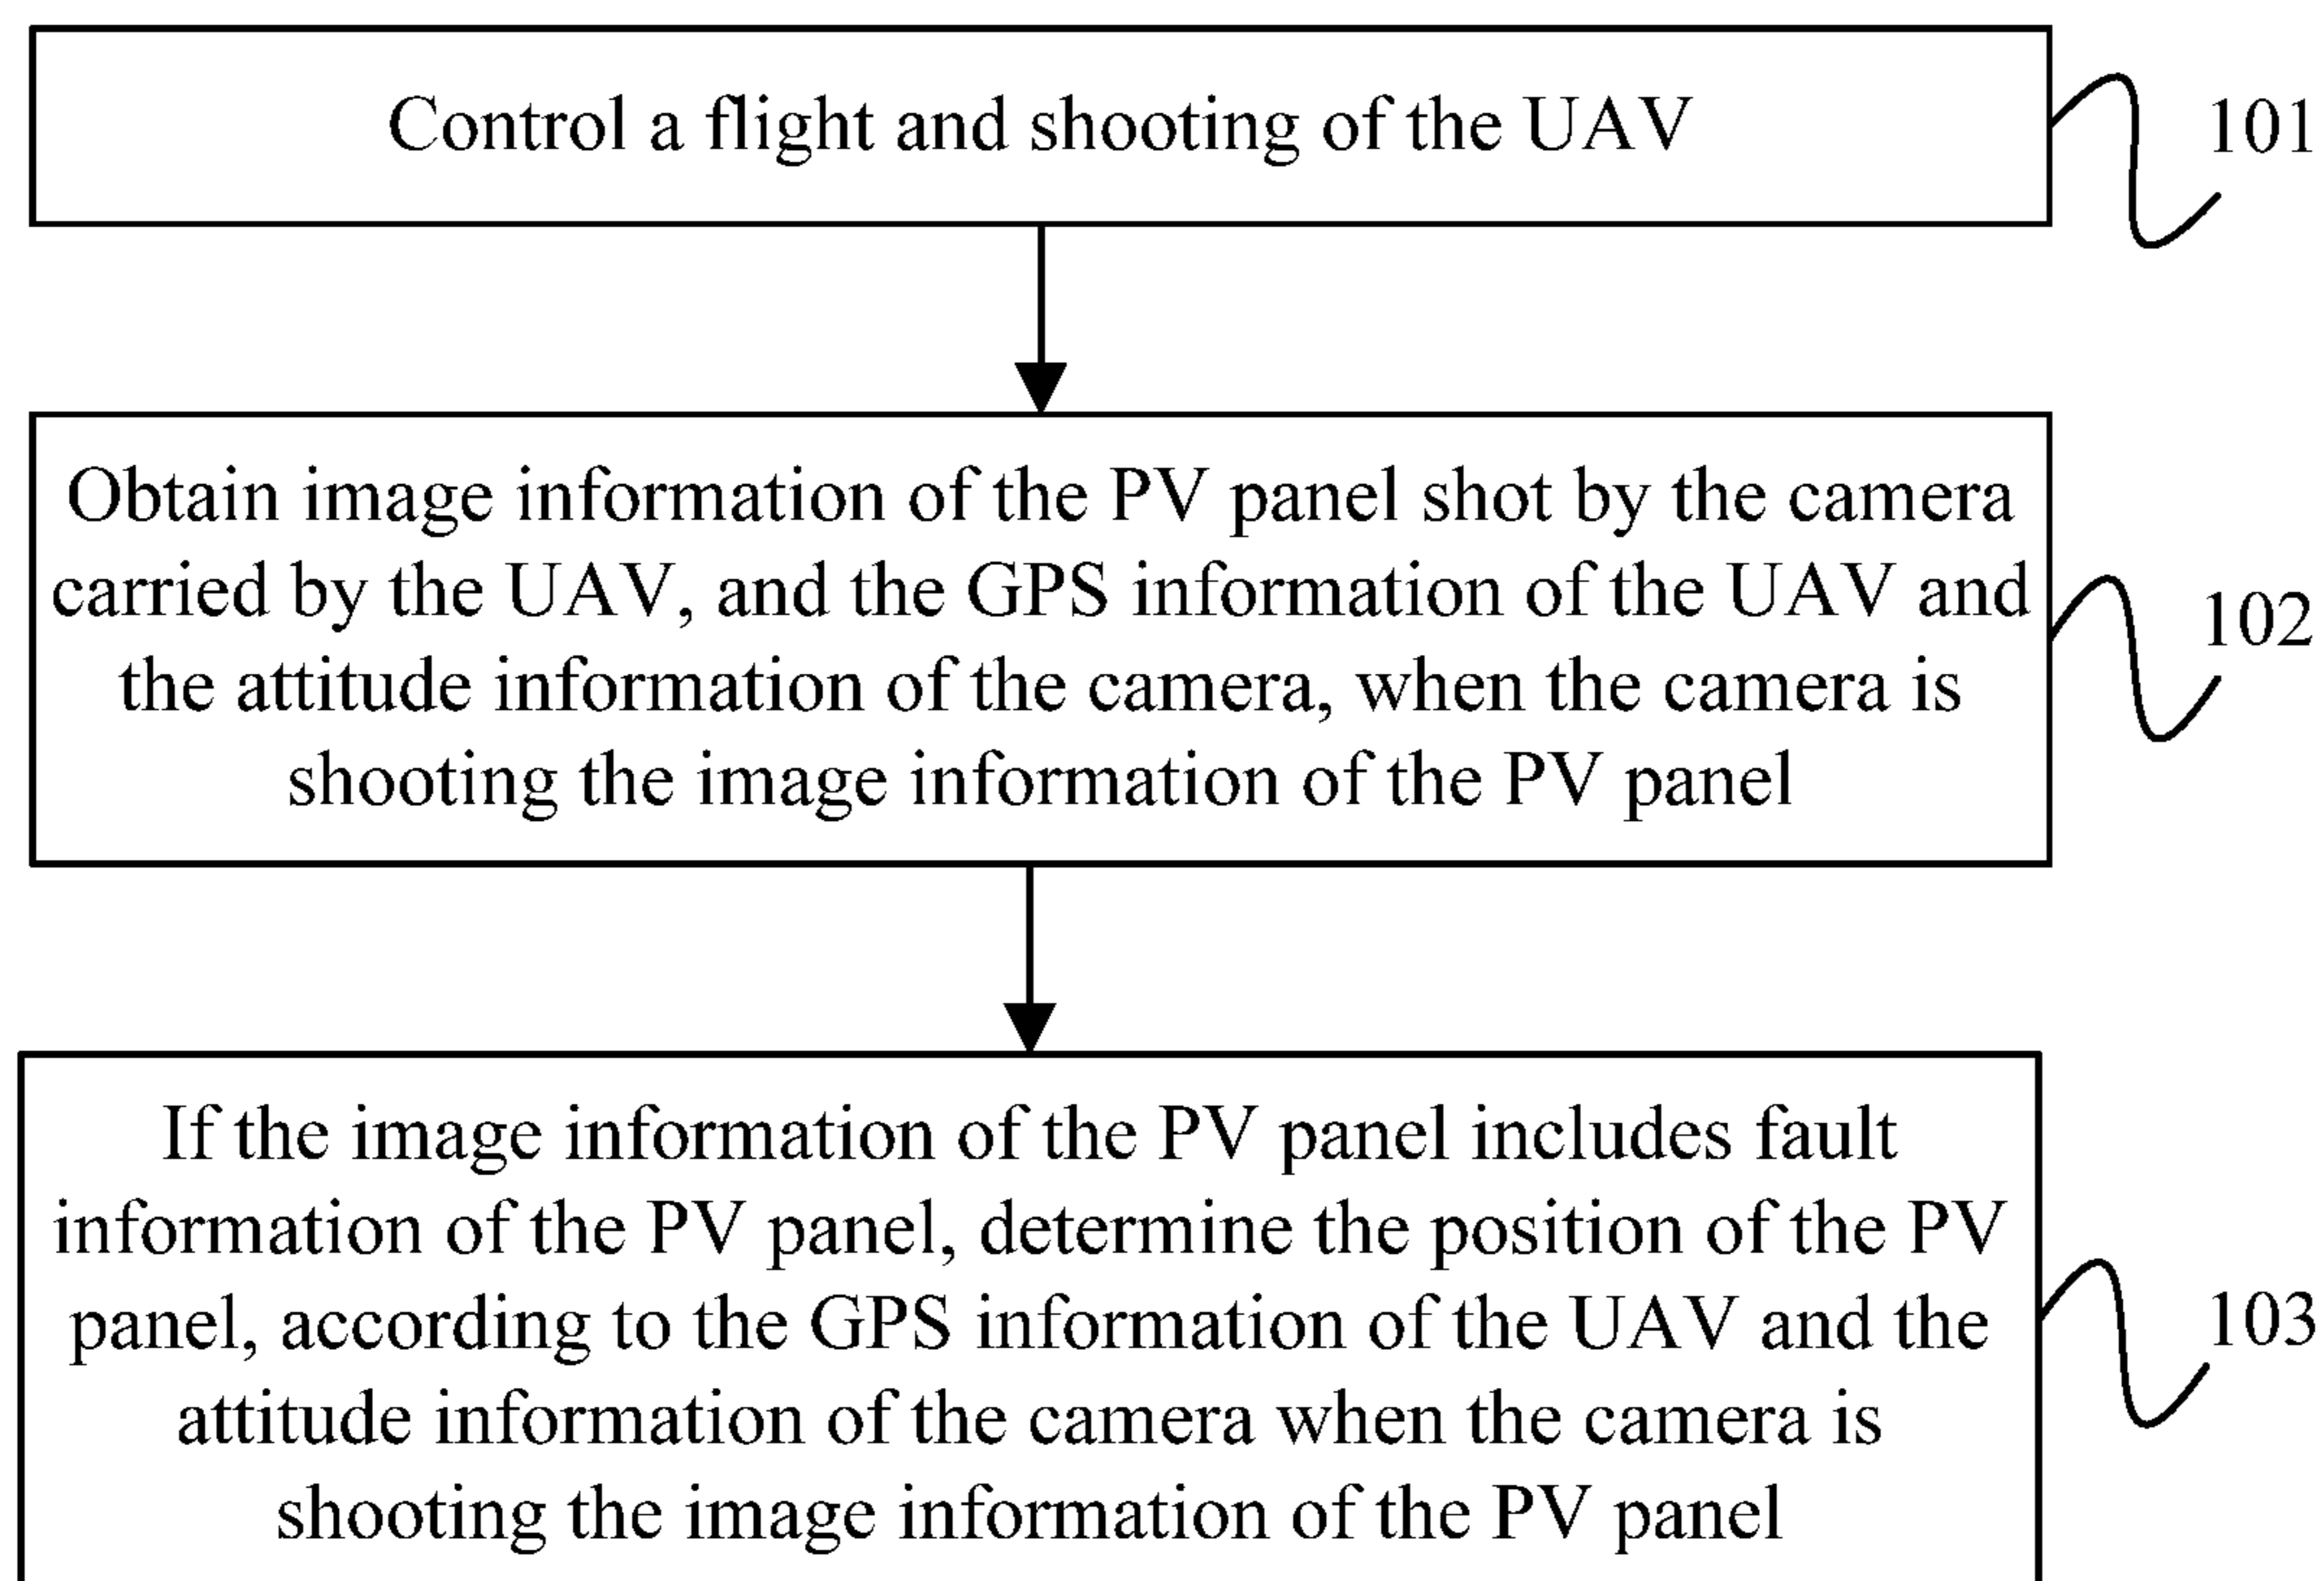 Control a flight and shooting of the UAV
101
Obtain image information of the PV panel shot by the camera
carried by the UAV, and the GPS information of the UAV and
the attitude information of the camera, when the camera is
shooting the image information of the PV panel
102
If the image information of the PV panel includes fault
information of the PV panel, determine the position of the PV
panel, according to the GPS information of the UAV and the
attitude information of the camera when the camera is
shooting the image information of the PV panel
103